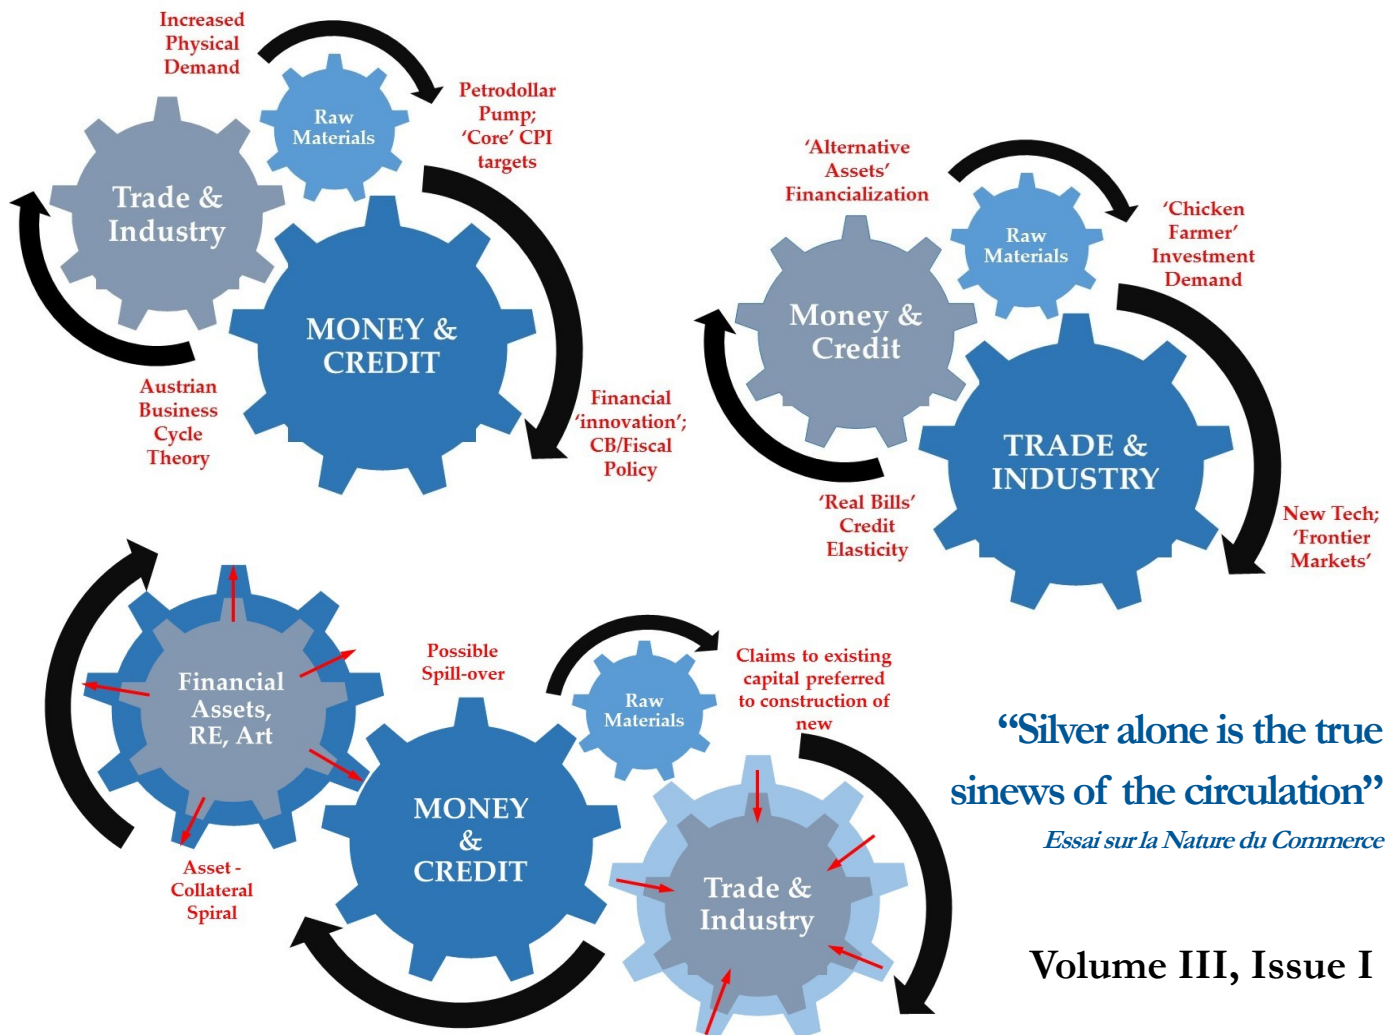 Increased
Physical
Demand
Raw
Materials
Petrodollar
Pump;
‘Core’ CPI
targets
Trade &
Industry
MONEY &
CREDIT
Austrian
Business
Cycle
Theory
Financial
‘innovation’;
CB/Fiscal
Policy
‘Alternative
Assets’
Financialization
Raw
Materials
‘Chicken
Farmer’
Investment
Demand
Money &
Credit
TRADE &
INDUSTRY
‘Real Bills’
Credit
Elasticity
New Tech;
‘Frontier
Markets’
Financial
Assets,
RE, Art
Possible
Spill-over
Raw
Materials
Claims to existing
capital preferred
to construction of
new
MONEY
&
CREDIT
Asset -
Collateral
Spiral
Trade &
Industry
“Silver alone is the true
sinews of the circulation”
Essai sur la Nature du Commerce
Volume III, Issue I